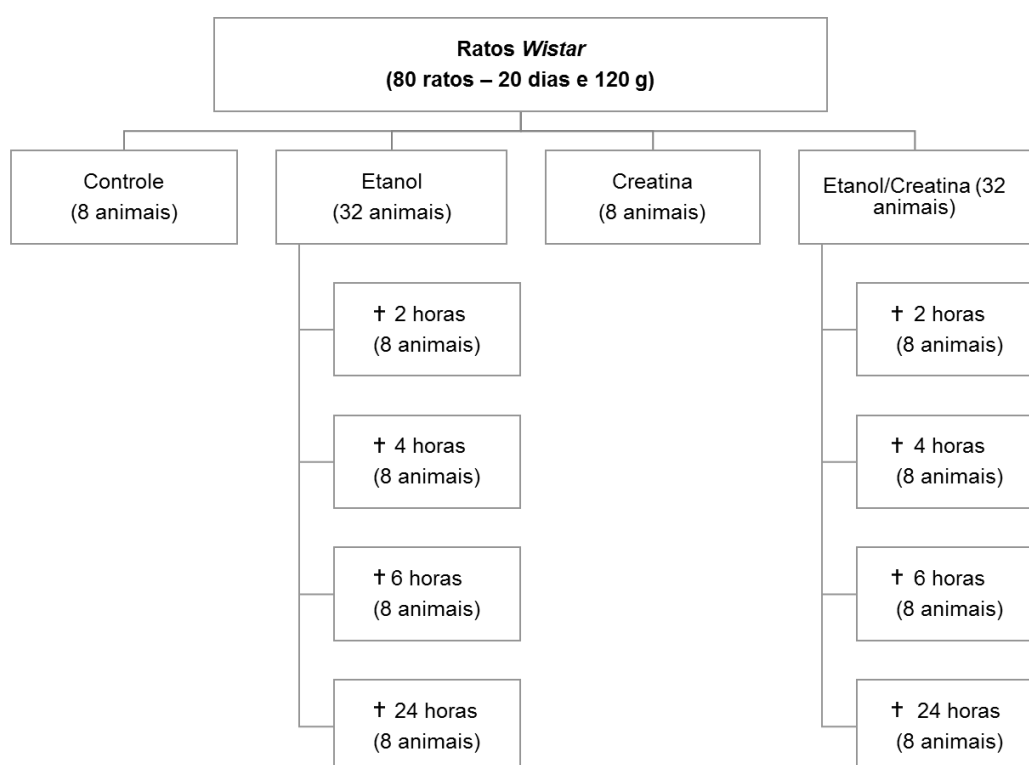 Ratos Wistar
(80 ratos – 20 dias e 120 g)
Controle
(8 animais)
Etanol
(32 animais)
Creatina
(8 animais)
Etanol/Creatina (32
animais)
✝ 2 horas
(8 animais)
✝ 4 horas
(8 animais)
✝ 6 horas
(8 animais)
✝ 24 horas
(8 animais)
✝ 2 horas
(8 animais)
✝ 4 horas
(8 animais)
✝ 6 horas
(8 animais)
✝ 24 horas
(8 animais)